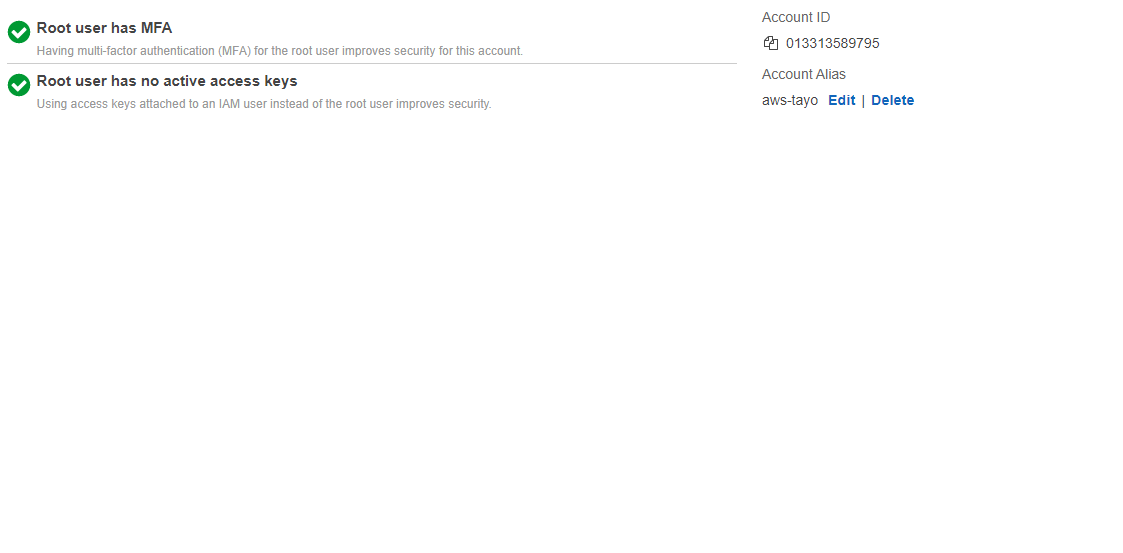 Root user has MFA
Having multi-factor authentication (MFA) for the root user improves security for this account.
Root user has no active access keys
Using access keys attached to an IAM user instead of the root user improves security.
Account ID
013313589795
Account Alias
aws-tayo Edit | Delete